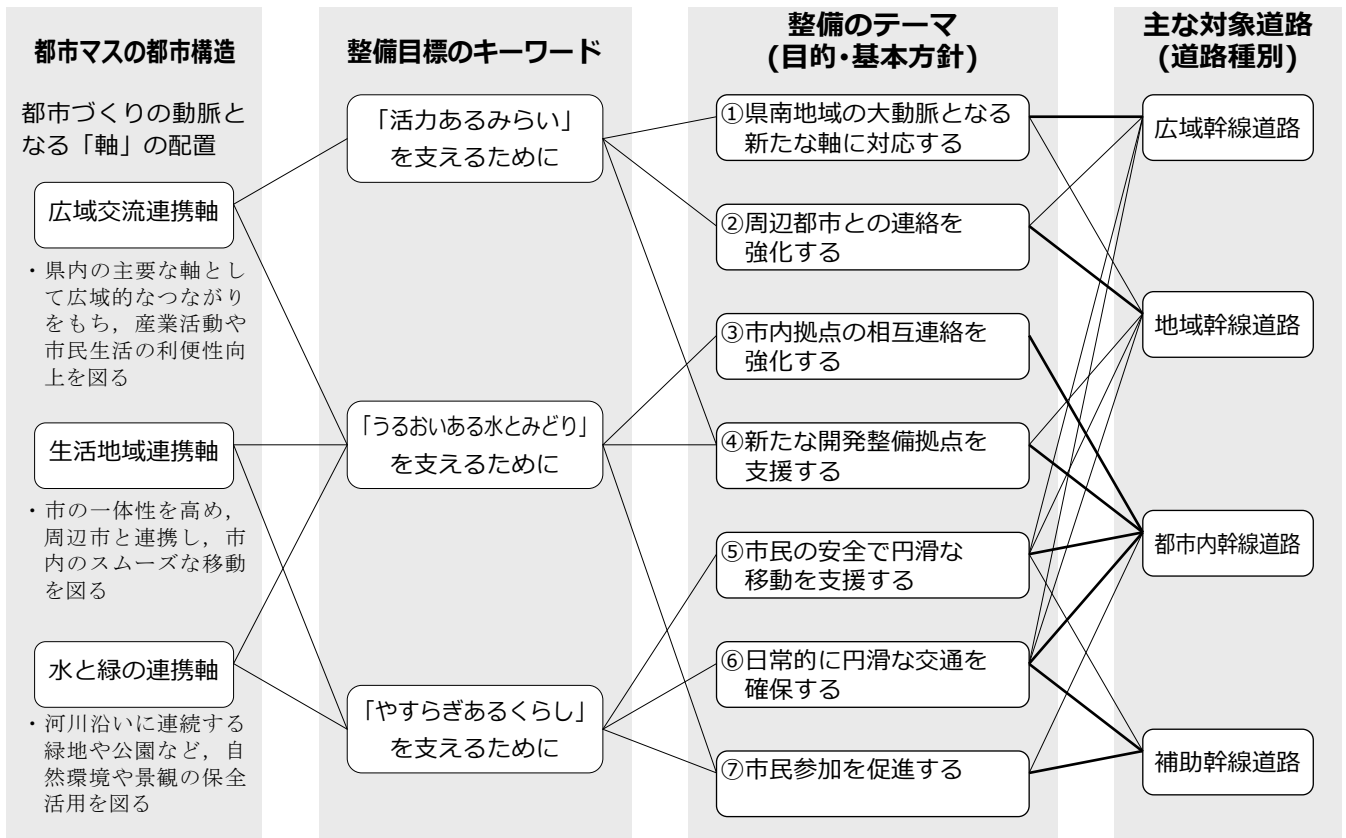 都市マスの都市構造
都市づくりの動脈と
なる「軸」の配置
広域交流連携軸
・県内の主要な軸とし
て広域的なつながり
をもち，産業活動や
市民生活の利便性向
上を図る
生活地域連携軸
・市の一体性を高め，
周辺市と連携し，市
内のスムーズな移動
を図る
水と緑の連携軸
・河川沿いに連続する
緑地や公園など，自
然環境や景観の保全
活用を図る
整備目標のキーワード
「活力あるみらい」
を支えるために
「うるおいある水とみどり」
を支えるために
「やすらぎあるくらし」
を支えるために
整備のテーマ
(目的・基本方針)
①県南地域の大動脈となる
新たな軸に対応する
②周辺都市との連絡を
強化する
③市内拠点の相互連絡を
強化する
④新たな開発整備拠点を
支援する
⑤市民の安全で円滑な
移動を支援する
⑥日常的に円滑な交通を
確保する
⑦市民参加を促進する
主な対象道路
(道路種別)
広域幹線道路
地域幹線道路
都市内幹線道路
補助幹線道路